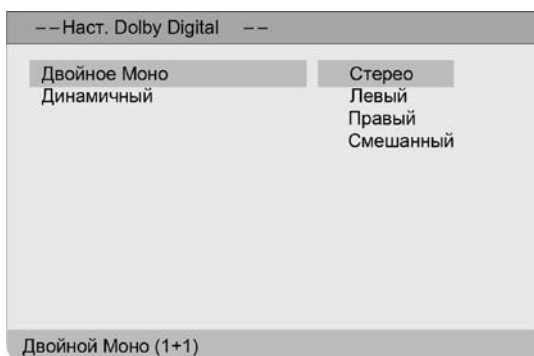 --Наст. Dolby Digital --
Двойное Моно Стерео
Динамичный Левый
Правый
Смешанный
Двойной Моно (1+1)